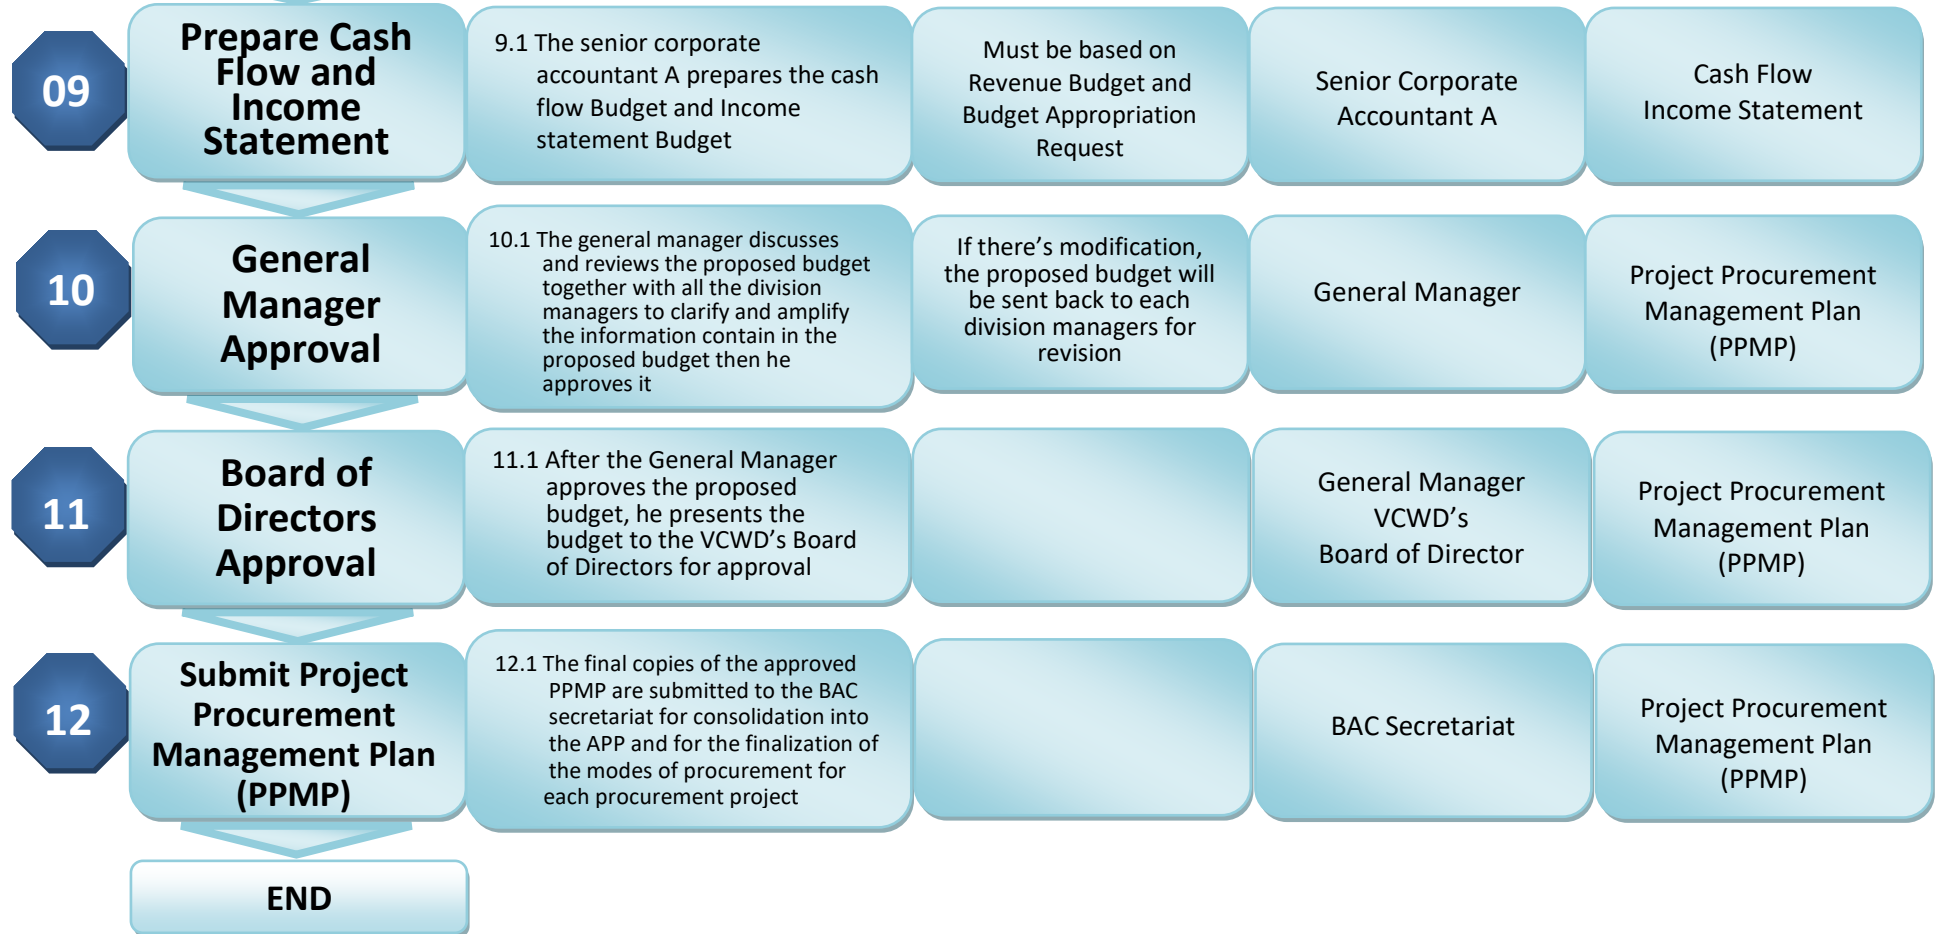 09
Prepare Cash
Flow and
Income
Statement
9.1 The senior corporate
accountant A prepares the cash
flow Budget and Income
statement Budget
Must be based on
Revenue Budget and
Budget Appropriation
Request
Senior Corporate
Accountant A
Cash Flow
Income Statement
10
General
Manager
Approval
10.1 The general manager discusses
and reviews the proposed budget
together with all the division
managers to clarify and amplify
the information contain in the
proposed budget then he
approves it
If there’s modification,
the proposed budget will
be sent back to each
division managers for
revision
General Manager
Project Procurement
Management Plan
(PPMP)
11
Board of
Directors
Approval
11.1 After the General Manager
approves the proposed
budget, he presents the
budget to the VCWD’s Board
of Directors for approval
General Manager
VCWD’s
Board of Director
Project Procurement
Management Plan
(PPMP)
12
Submit Project
Procurement
Management Plan
(PPMP)
12.1 The final copies of the approved
PPMP are submitted to the BAC
secretariat for consolidation into
the APP and for the finalization of
the modes of procurement for
each procurement project
BAC Secretariat
Project Procurement
Management Plan
(PPMP)
END